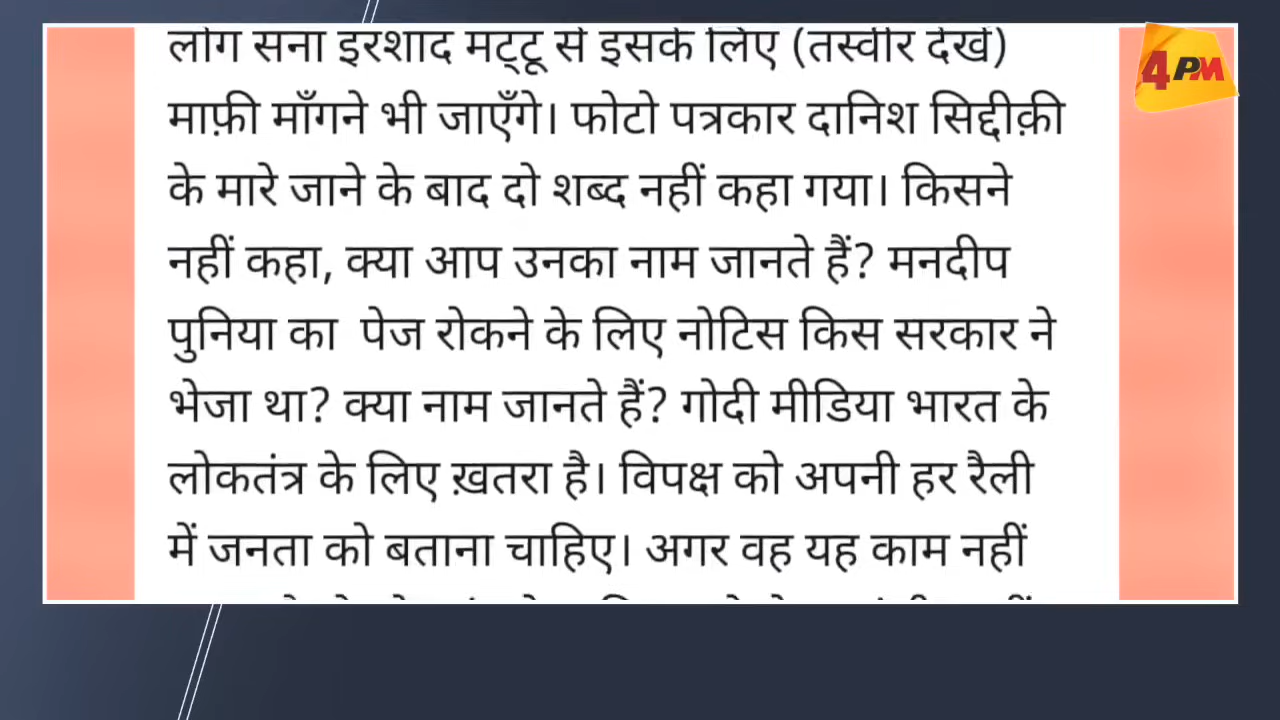 लोग सना इरशाद मट्टू से इसके लिए (तस्वीर देखें)
माफ़ी माँगने भी जाएँगे। फोटो पत्रकार दानिश सिद्दीक़ी
के मारे जाने के बाद दो शब्द नहीं कहा गया। किसने
नहीं कहा, क्या आप उनका नाम जानते हैं? मनदीप
पुनिया का पेज रोकने के लिए नोटिस किस सरकार ने
भेजा था? क्या नाम जानते हैं? गोदी मीडिया भारत के
लोकतंत्र के लिए ख़तरा है। विपक्ष को अपनी हर रैली
में जनता को बताना चाहिए। अगर वह यह काम नहीं
4PM